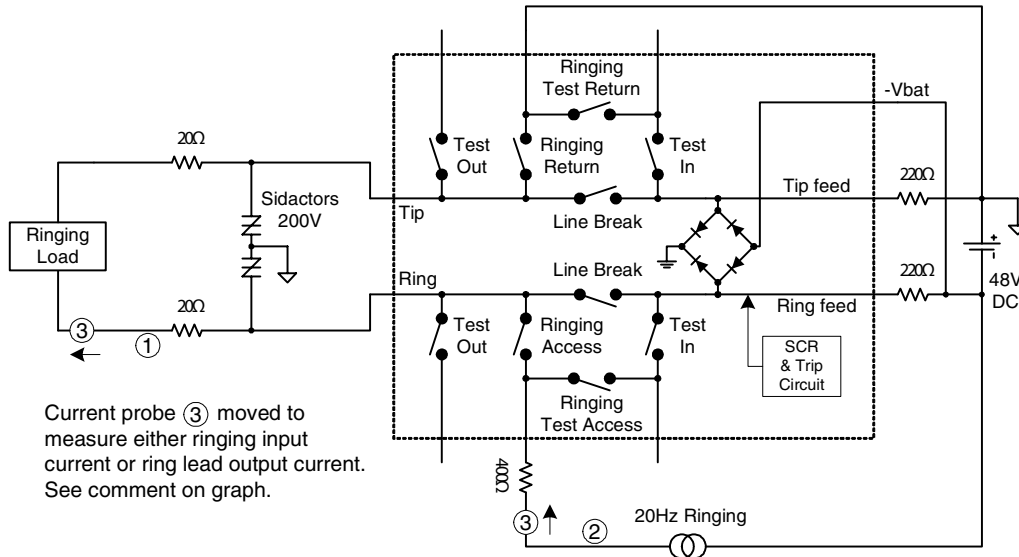 Ringing
Test Return
-Vbat
20Ω
Test
Out
Ringing
Return
Test
In
220Ω
Sidactors
200V
Tip feed
Tip
Line Break
Ringing
Load
+
-
48V
DC
Line Break
Ring
220Ω
20Ω
Ring feed
3
1
Test
Out
Ringing
Access
Test
In
SCR
& Trip
Circuit
Ringing
Test Access
Current probe 3 moved to
measure either ringing input
current or ring lead output current.
See comment on graph.
400Ω
3
2
20Hz Ringing